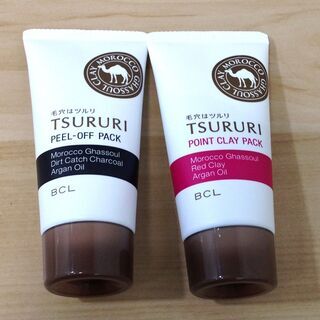 MOROCCO GHASSOUL CLAY
毛穴はツルリ
TSURURI
PEEL-OFF PACK
Morocco Ghassoul
Dirt Catch Charcoal
Argan Oil
BCL
MOROCCO GHASSOUL CLAY
毛穴はツルリ
TSURURI
POINT CLAY PACK
Morocco Ghassoul
Red Clay
Argan Oil
BCL